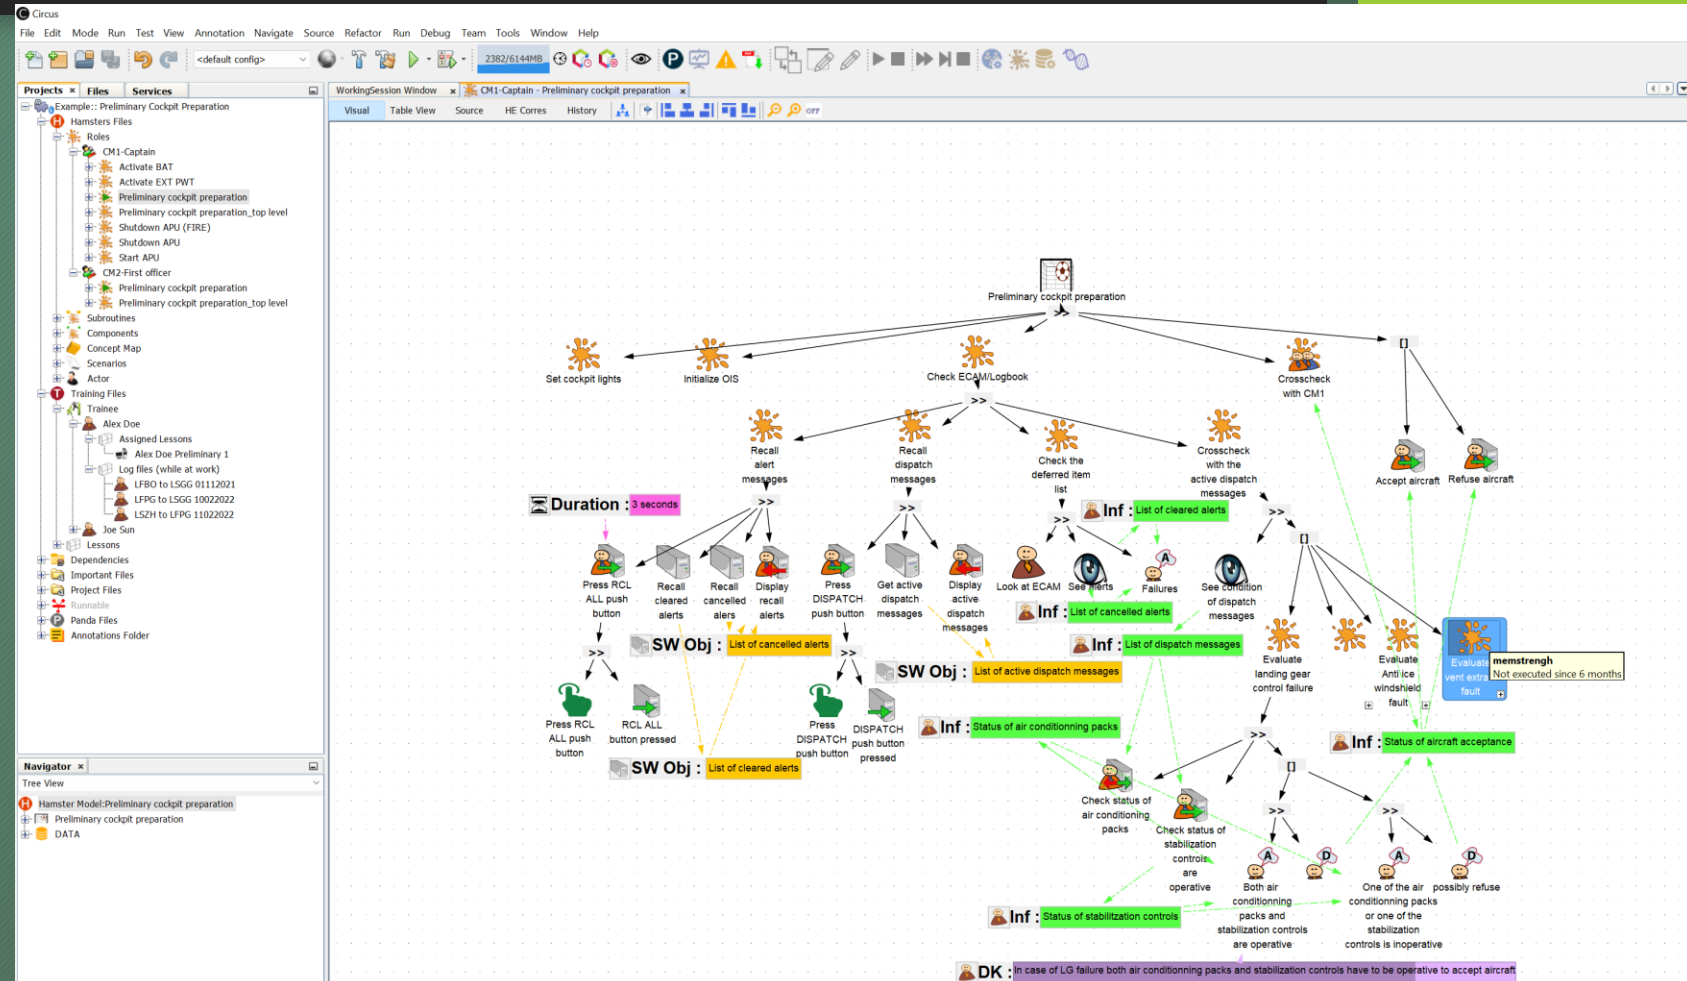 Circus
File Edit Mode Run Test View Annotation Navigate Source Refactor Run Debug Team Tools Window Help
<default config>
2382/6144MB
P
PDF
Projects
Files
Services
Example:: Preliminary Cockpit Preparation
H
Hamsters Files
Roles
CM1-Captain
Activate BAT
Activate EXT PWT
Preliminary cockpit preparation
Preliminary cockpit preparation_top level
Shutdown APU (FIRE)
Shutdown APU
Start APU
CM2-First officer
Preliminary cockpit preparation
Preliminary cockpit preparation_top level
Subroutines
Components
Concept Map
Scenarios
Actor
T
Training Files
Trainee
Alex Doe
Assigned Lessons
Alex Doe Preliminary 1
Log files (while at work)
LFBO to LSGG 01112021
LFPG to LSGG 10022022
LSZH to LFPG 11022022
Joe Sun
Lessons
Dependencies
Important Files
Project Files
Runnable
P
Panda Files
Annotations Folder
Navigator
Tree View
H
Hamster Model:Preliminary cockpit preparation
Preliminary cockpit preparation
DATA
WorkingSession Window
CM1-Captain - Preliminary cockpit preparation
Visual
Table View
Source
HE Corres
History
OFF
Preliminary cockpit preparation
>>
[]
Set cockpit lights
Initialize OIS
Check ECAM/Logbook
>>
Crosscheck
with CM1
Accept aircraft
Refuse aircraft
Recall
alert
messages
>>
Recall
dispatch
messages
>>
Check the
deferred item
list
>>
Crosscheck
with the
active dispatch
messages
>>
[]
Duration :
3 seconds
Inf :
List of cleared alerts
Press RCL
ALL push
button
>>
Recall
cleared
alerts
Recall
cancelled
alers
Display
recall
alerts
Press
DISPATCH
push button
>>
Get active
dispatch
messages
Display
active
dispatch
messages
Look at ECAM
See alerts
A
Failures
See condition
of dispatch
messages
Inf :
List of cancelled alerts
SW Obj :
List of cancelled alerts
Inf :
List of dispatch messages
SW Obj :
List of active dispatch messages
Evaluate
landing gear
control failure
Evaluate
Anti ice
windshield
fault
Evaluate
vent extra
fault
memstrengh
Not executed since 6 months
Press RCL
ALL push
button
RCL ALL
button pressed
Press
DISPATCH
push button
DISPATCH
push button
pressed
Inf :
Status of air conditionning packs
>>
[]
Inf :
Status of aircraft acceptance
SW Obj :
List of cleared alerts
Check status of
air conditioning
packs
Check status of
stabilization
controls
are
operative
>>
>>
A
Both air
conditionning
packs and
stabilization controls
are operative
D
A
One of the air
conditionning packs
or one of the
stabilization
controls is inoperative
D
possibly refuse
Inf :
Status of stabilitzation controls
DK :
In case of LG failure both air conditionning packs and stabilization controls have to be operative to accept aircraft